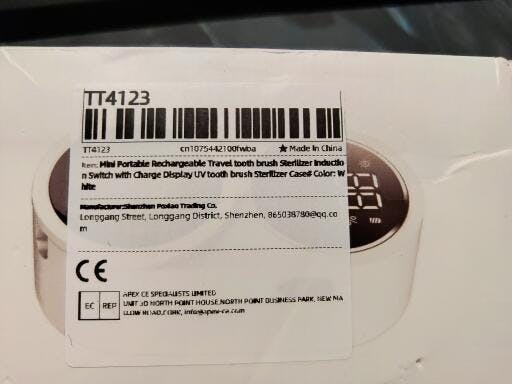 TT4123
TT4123 cn1075442100fwba ★ Made In China
Item: Mini Portable Rechargeable Travel tooth brush Sterilizer Inductio
n Switch with Charge Display UV tooth brush Sterilizer Case# Color: W
hite
Manufacturer:Shenzhen Poxiao Trading Co.
Longgang Street, Longgang District, Shenzhen, 865038780@qq.co
m
CE
EC REP
APEX CE SPECIALISTS LIMITED
UNIT 3D NORTH POINT HOUSE,NORTH POINT BUSINESS PARK, NEW MA
LLOW ROAD,CORK, info@apex-ce.com
%